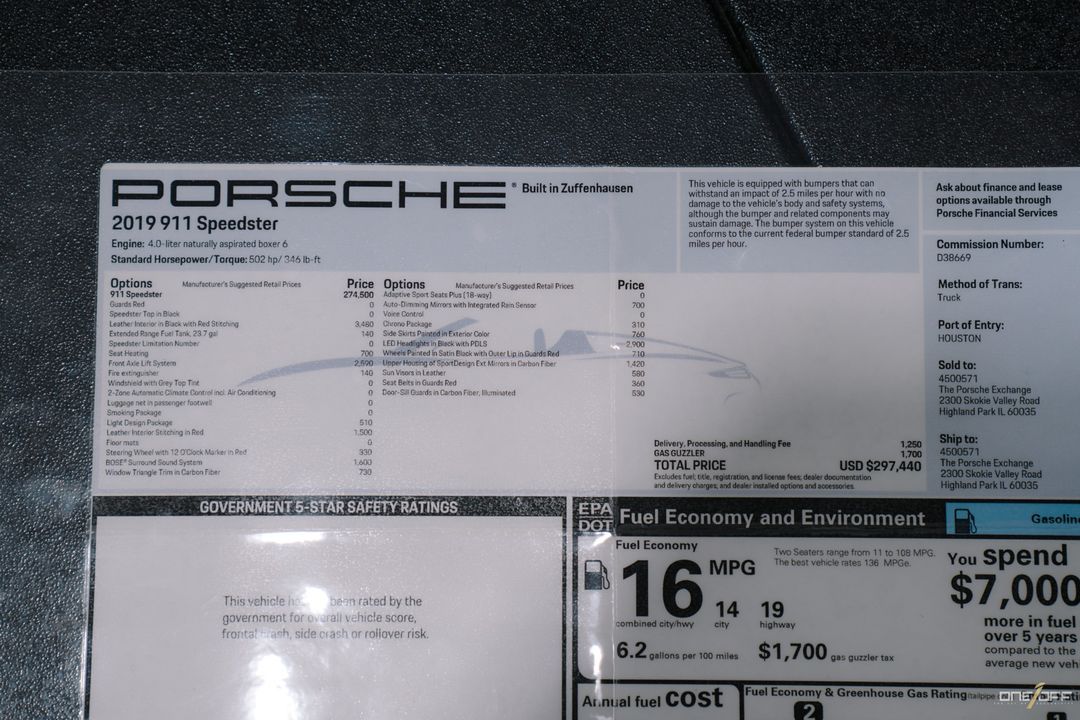 PORSCHE® Built in Zuffenhausen
2019 911 Speedster
Engine: 4.0-liter naturally aspirated boxer 6
Standard Horsepower/Torque: 502 hp/ 346 lb-ft
This vehicle is equipped with bumpers that can
withstand an impact of 2.5 miles per hour with no
damage to the vehicle's body and safety systems,
although the bumper and related components may
sustain damage. The bumper system on this vehicle
conforms to the current federal bumper standard of 2.5
miles per hour.
Ask about finance and lease
options available through
Porsche Financial Services
Commission Number:
D38669
Method of Trans:
Truck
Port of Entry:
HOUSTON
Sold to:
4500571
The Porsche Exchange
2300 Skokie Valley Road
Highland Park IL 60035
Ship to:
4500571
The Porsche Exchange
2300 Skokie Valley Road
Highland Park IL 60035
Options Manufacturer's Suggested Retail Prices Price
911 Speedster 274,500
Guards Red 0
Speedster Top in Black 0
Leather Interior in Black with Red Stitching 3,480
Extended Range Fuel Tank, 23.7 gal 140
Speedster Limitation Number 0
Seat Heating 700
Front Axle Lift System 2,590
Fire extinguisher 140
Windshield with Grey Top Tint 0
2-Zone Automatic Climate Control incl. Air Conditioning 0
Luggage net in passenger footwell 0
Smoking Package 0
Light Design Package 510
Leather Interior Stitching in Red 1,500
Floor mats 0
Steering Wheel with 12 O'Clock Marker in Red 330
BOSE® Surround Sound System 1,600
Window Triangle Trim in Carbon Fiber 730
Options Manufacturer's Suggested Retail Prices Price
Adaptive Sport Seats Plus (18-way) 0
Auto-Dimming Mirrors with Integrated Rain Sensor 700
Voice Control 0
Chrono Package 310
Side Skirts Painted in Exterior Color 760
LED Headlights in Black with PDLS 2,900
Wheels Painted in Satin Black with Outer Lip in Guards Red 710
Upper Housing of SportDesign Ext Mirrors in Carbon Fiber 1,420
Sun Visors in Leather 580
Seat Belts in Guards Red 360
Door-Sill Guards in Carbon Fiber, Illuminated 530
Delivery, Processing, and Handling Fee 1,250
GAS GUZZLER 1,700
TOTAL PRICE USD $297,440
Excludes fuel; title, registration, and license fees; dealer documentation
and delivery charges; and dealer installed options and accessories.
GOVERNMENT 5-STAR SAFETY RATINGS
This vehicle been rated by the
government for overall vehicle score,
frontal crash, side crash or rollover risk.
EPA
DOT
Fuel Economy and Environment
Gasoline
Fuel Economy
16 MPG
combined city/hwy
14
city
19
highway
Two Seaters range from 11 to 108 MPG.
The best vehicle rates 136 MPGe.
6.2 gallons per 100 miles
$1,700 gas guzzler tax
You spend
$7,000
more in fuel
over 5 years
compared to the
average new veh
Annual fuel cost
Fuel Economy & Greenhouse Gas Rating (tailpipe
2
ONE OFF